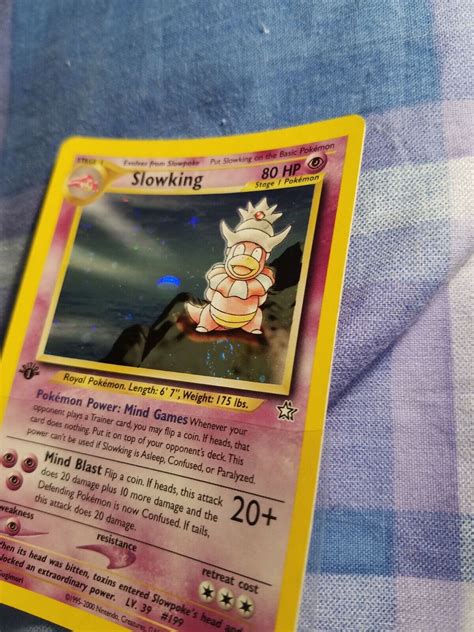 STAGE 1 Evolves from Slowpoke Put Slowking on the Basic Pokémon
Slowking 80 HP
Stage 1 Pokémon
Royal Pokémon. Length: 6' 7", Weight: 175 lbs.
Pokémon Power: Mind Games Whenever your
opponent plays a Trainer card, you may flip a coin. If heads, that
card does nothing. Put it on top of your opponent's deck. This
power can't be used if Slowking is Asleep, Confused, or Paralyzed.
Mind Blast Flip a coin. If heads, this attack
does 20 damage plus 10 more damage and the
Defending Pokémon is now Confused. If tails,
this attack does 20 damage.
20+
weakness
resistance
retreat cost
When its head was bitten, toxins entered Slowpoke's head and
unlocked an extraordinary power. LV. 39 #199
Sugimori
©1995-2000 Nintendo, Creatures,